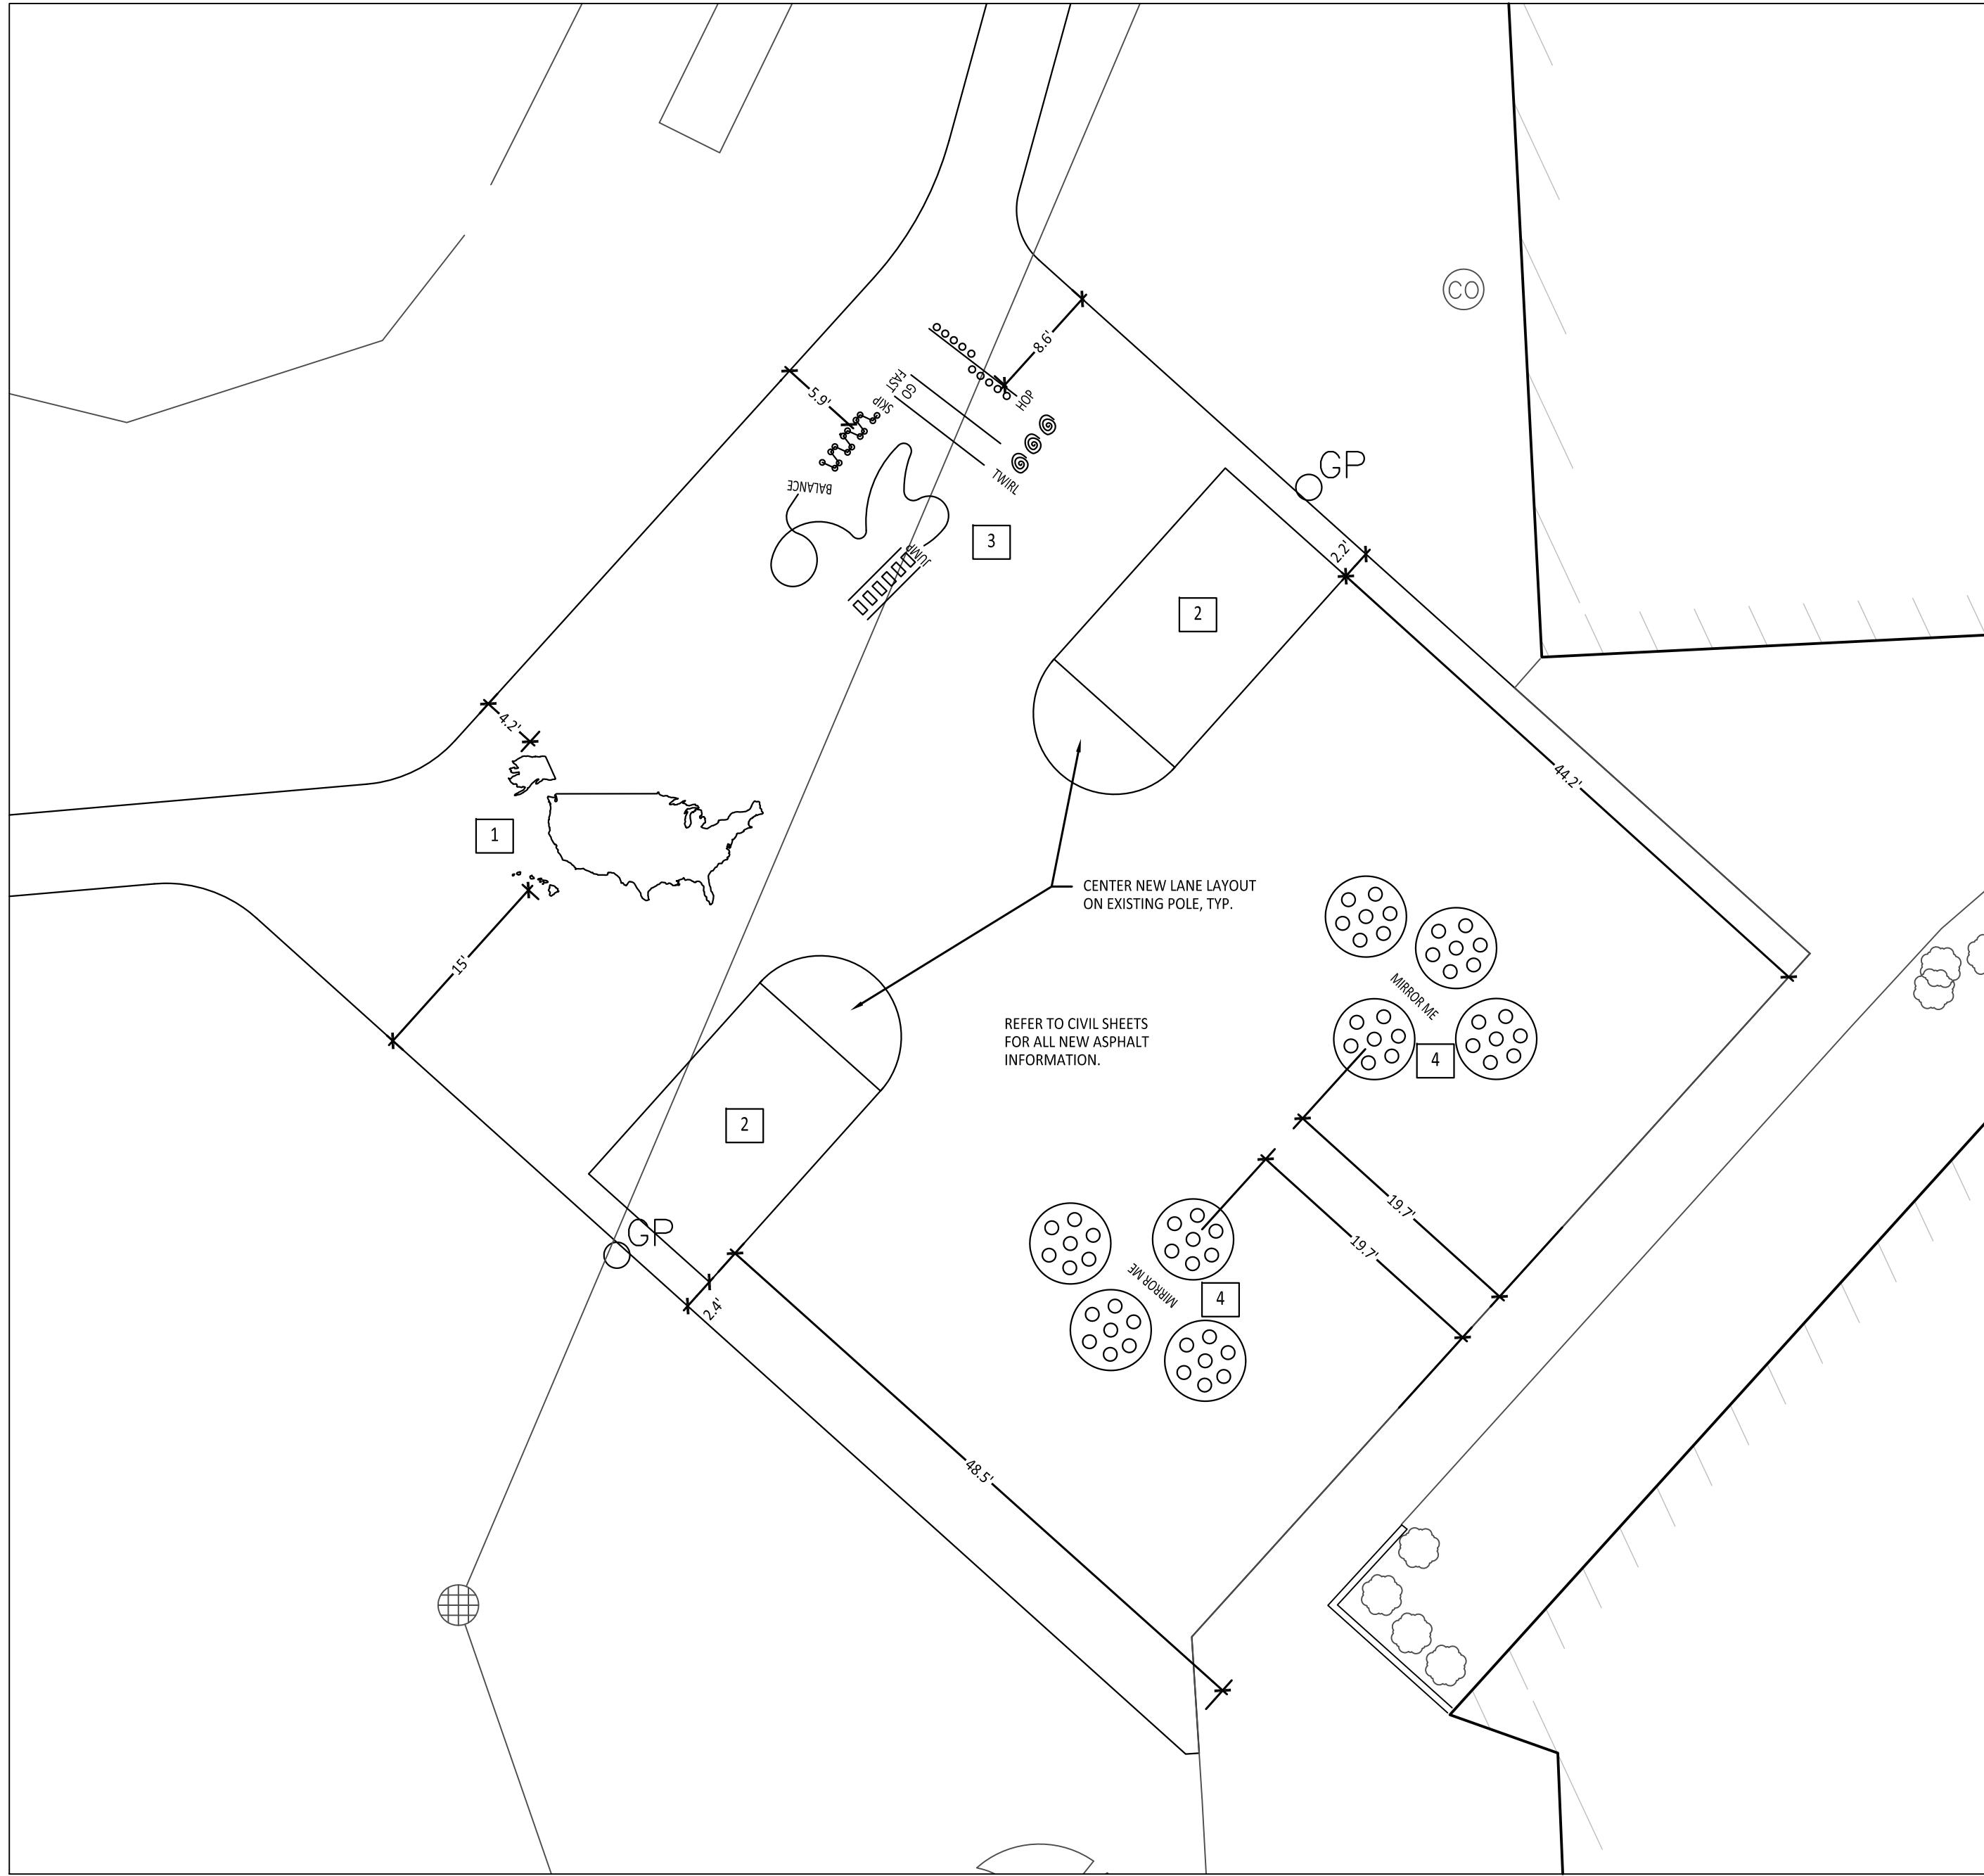 CO
8.6'
5.9'
HOP
GO
FAST
SKIP
TWIRL
GP
BALANCE
3
JUMP
2.2'
2
4.2'
44.2'
1
CENTER NEW LANE LAYOUT
ON EXISTING POLE, TYP.
15'
MIRROR ME
REFER TO CIVIL SHEETS
FOR ALL NEW ASPHALT
INFORMATION.
4
2
19.7'
GP
19.7'
MIRROR ME
4
2.4'
48.5'